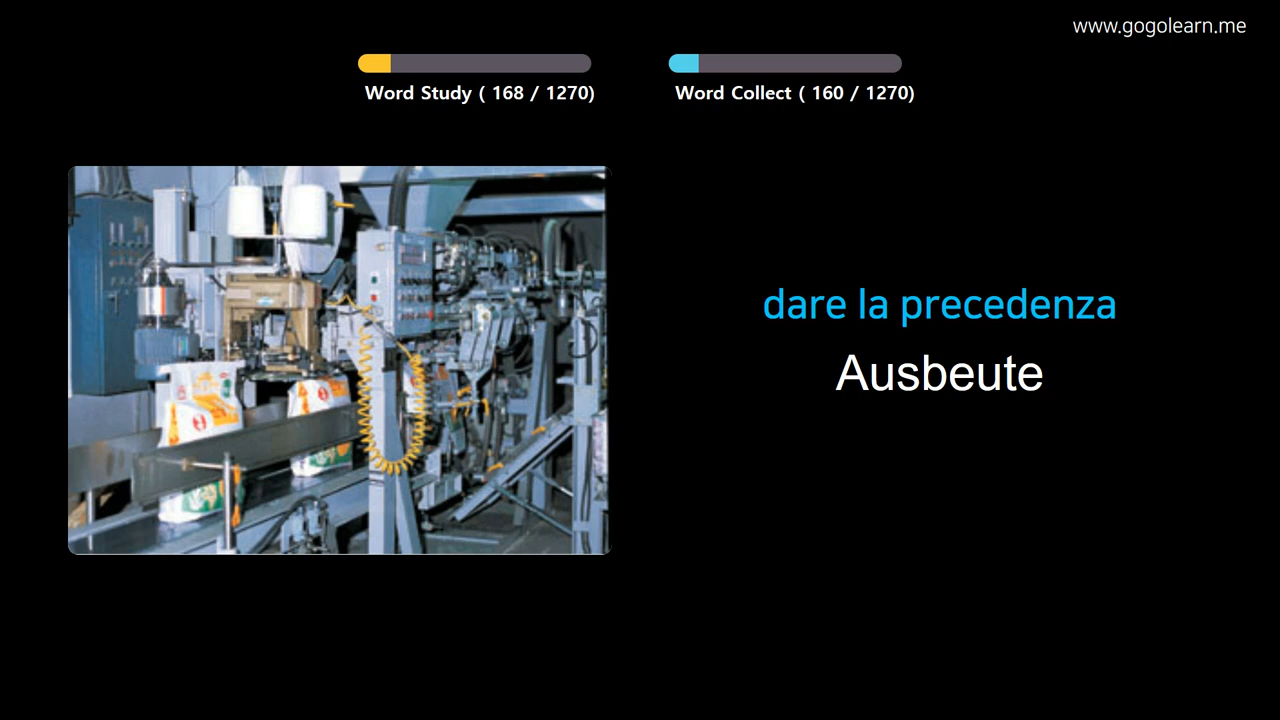 www.gogolearn.me
Word Study ( 168 / 1270)
Word Collect ( 160 / 1270)
dare la precedenza
Ausbeute